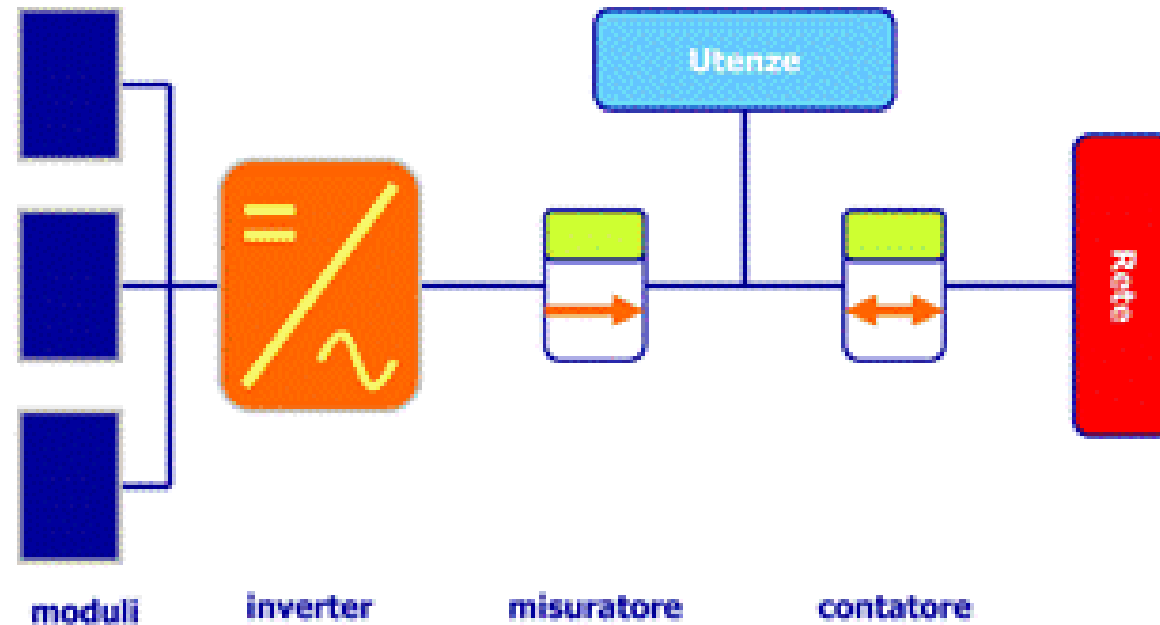 Utenze
Rete
moduli
inverter
misuratore
contatore